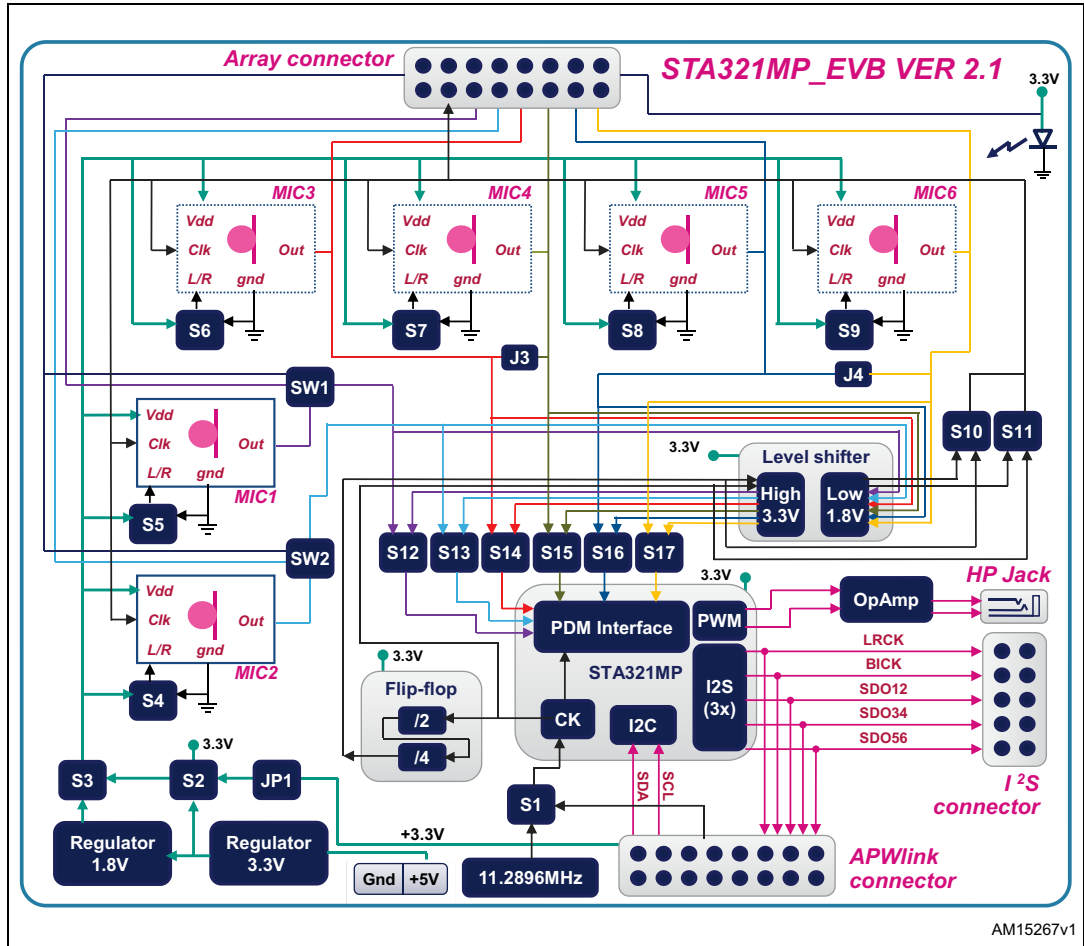 Array connector
STA321MP_EVB VER 2.1
3.3V
MIC3
Vdd
Clk
Out
L/R
gnd
S6
MIC4
Vdd
Clk
Out
L/R
gnd
S7
MIC5
Vdd
Clk
Out
L/R
gnd
S8
MIC6
Vdd
Clk
Out
L/R
gnd
S9
J3
J4
SW1
Vdd
Clk
Out
L/R
gnd
MIC1
S5
S10
S11
3.3V
Level shifter
High
3.3V
Low
1.8V
SW2
S12
S13
S14
S15
S16
S17
Vdd
Clk
Out
L/R
gnd
MIC2
S4
3.3V
PDM Interface
PWM
STA321MP
I2S
(3x)
CK
I2C
OpAmp
HP Jack
LRCK
BICK
SDO12
SDO34
SDO56
I2S
connector
3.3V
Flip-flop
/2
/4
3.3V
S3
S2
JP1
S1
SDA
SCL
+3.3V
Regulator
1.8V
Regulator
3.3V
Gnd
+5V
11.2896MHz
APWlink
connector
AM15267v1